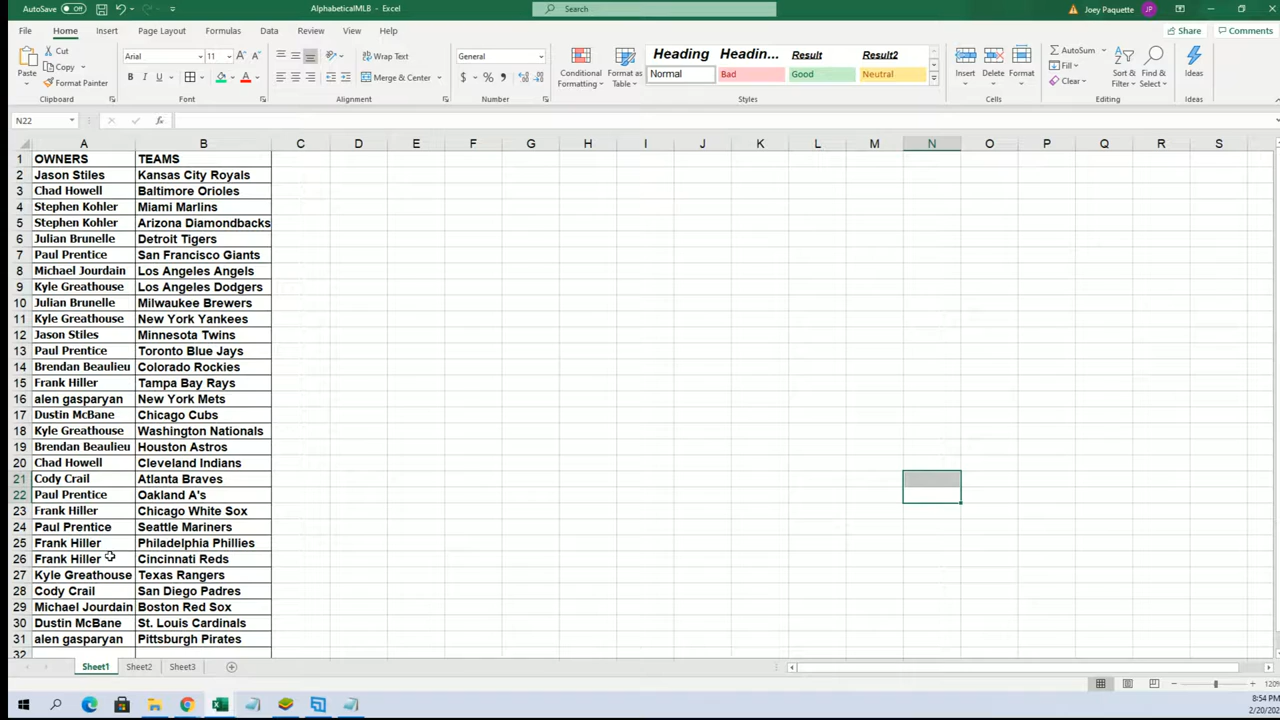 AutoSave Off AlphabeticalMLB - Excel Search Joey Paquette JP
File Home Insert Page Layout Formulas Data Review View Help Share Comments
Paste Cut Copy Format Painter Clipboard
Arial 11 B I U A Font
Wrap Text Merge & Center Alignment
General $ % Number
Conditional Formatting Format as Table
Heading Headin... Result Result2
Normal Bad Good Neutral
Styles
Insert Delete Format Cells
AutoSum Fill Clear Sort & Filter Find & Select Editing
Ideas Ideas
N22 fx
A B C D E F G H I J K L M N O P Q R S
1 OWNERS TEAMS
2 Jason Stiles Kansas City Royals
3 Chad Howell Baltimore Orioles
4 Stephen Kohler Miami Marlins
5 Stephen Kohler Arizona Diamondbacks
6 Julian Brunelle Detroit Tigers
7 Paul Prentice San Francisco Giants
8 Michael Jourdain Los Angeles Angels
9 Kyle Greathouse Los Angeles Dodgers
10 Julian Brunelle Milwaukee Brewers
11 Kyle Greathouse New York Yankees
12 Jason Stiles Minnesota Twins
13 Paul Prentice Toronto Blue Jays
14 Brendan Beaulieu Colorado Rockies
15 Frank Hiller Tampa Bay Rays
16 alen gasparyan New York Mets
17 Dustin McBane Chicago Cubs
18 Kyle Greathouse Washington Nationals
19 Brendan Beaulieu Houston Astros
20 Chad Howell Cleveland Indians
21 Cody Crail Atlanta Braves
22 Paul Prentice Oakland A's
23 Frank Hiller Chicago White Sox
24 Paul Prentice Seattle Mariners
25 Frank Hiller Philadelphia Phillies
26 Frank Hiller Cincinnati Reds
27 Kyle Greathouse Texas Rangers
28 Cody Crail San Diego Padres
29 Michael Jourdain Boston Red Sox
30 Dustin McBane St. Louis Cardinals
31 alen gasparyan Pittsburgh Pirates
32
Sheet1 Sheet2 Sheet3
120%
8:54 PM
2/20/202